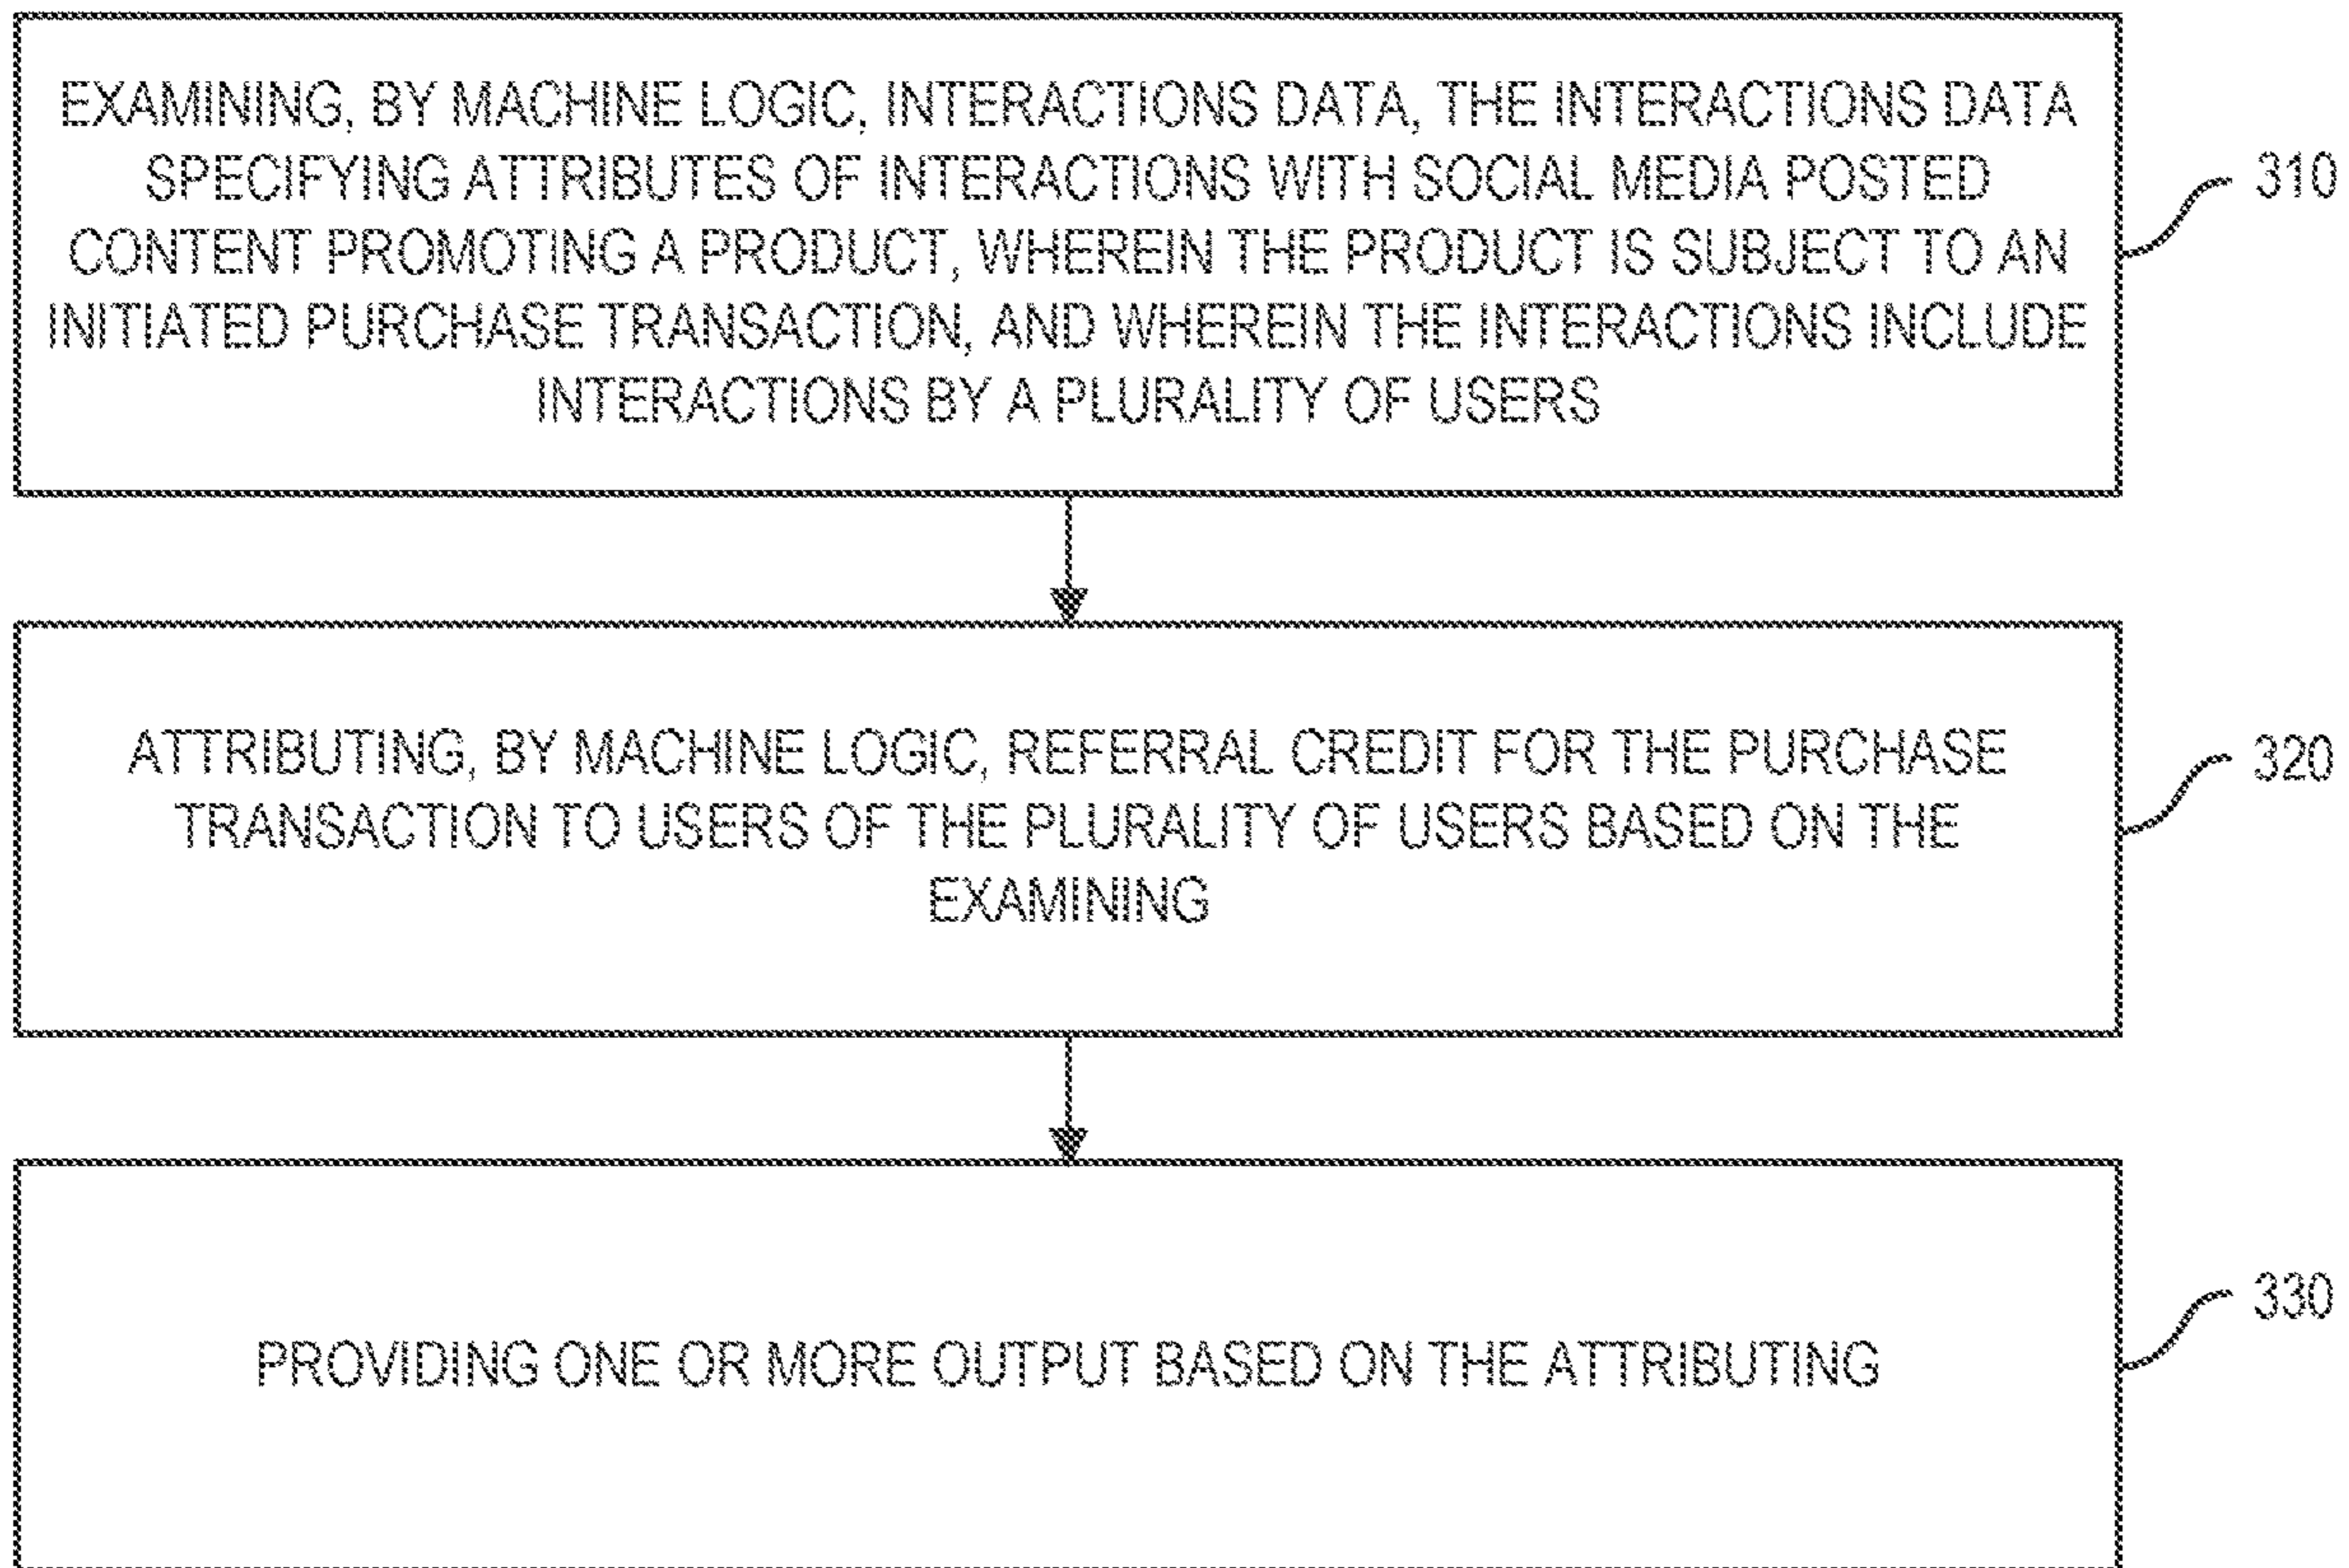 EXAMINING, BY MACHINE LOGIC, INTERACTIONS DATA, THE INTERACTIONS DATA
SPECIFYING ATTRIBUTES OF INTERACTIONS WITH SOCIAL MEDIA POSTED
CONTENT PROMOTING A PRODUCT, WHEREIN THE PRODUCT IS SUBJECT TO AN
INITIATED PURCHASE TRANSACTION, AND WHEREIN THE INTERACTIONS INCLUDE
INTERACTIONS BY A PLURALITY OF USERS
310
ATTRIBUTING, BY MACHINE LOGIC, REFERRAL CREDIT FOR THE PURCHASE
TRANSACTION TO USERS OF THE PLURALITY OF USERS BASED ON THE
EXAMINING
320
PROVIDING ONE OR MORE OUTPUT BASED ON THE ATTRIBUTING
330